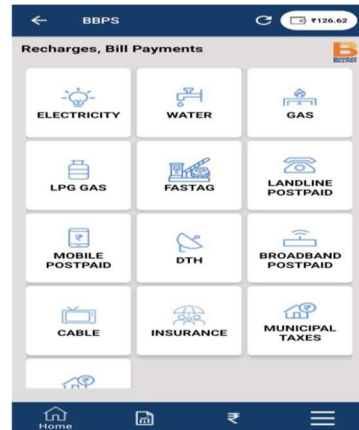 BBPS
₹126.62
Recharges, Bill Payments
B
ELECTRICITY
WATER
GAS
LPG GAS
FASTAG
LANDLINE
POSTPAID
MOBILE
POSTPAID
DTH
BROADBAND
POSTPAID
CABLE
INSURANCE
MUNICIPAL
TAXES
Home